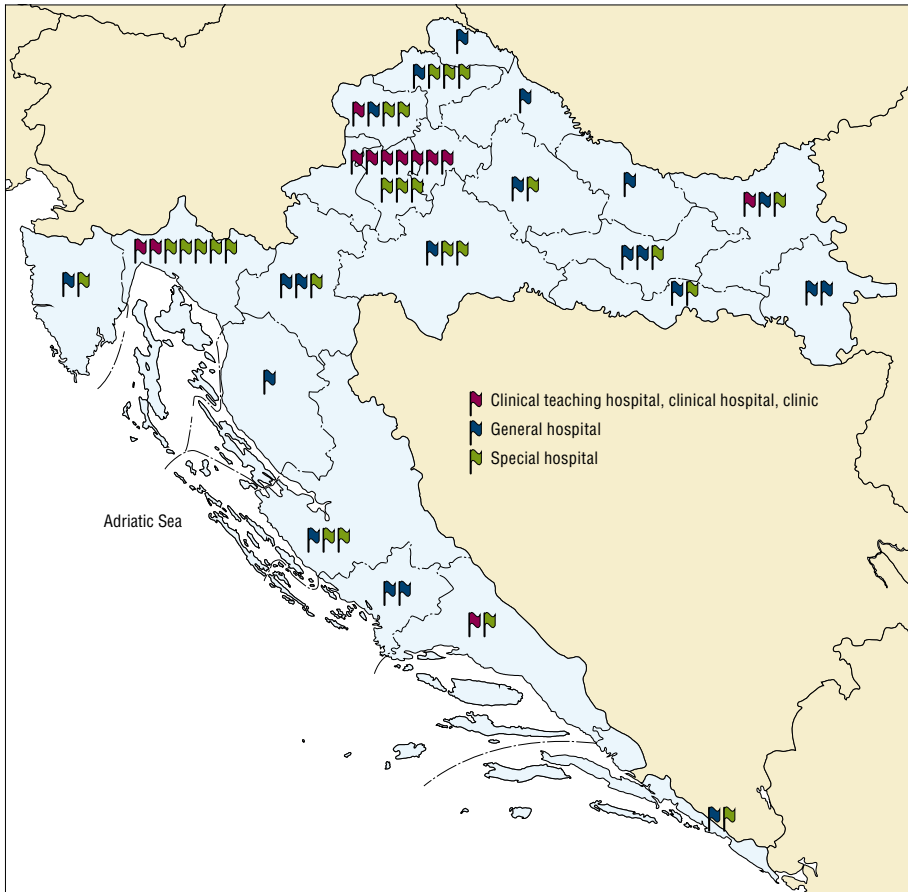 Clinical teaching hospital, clinical hospital, clinic
General hospital
Special hospital
Adriatic Sea